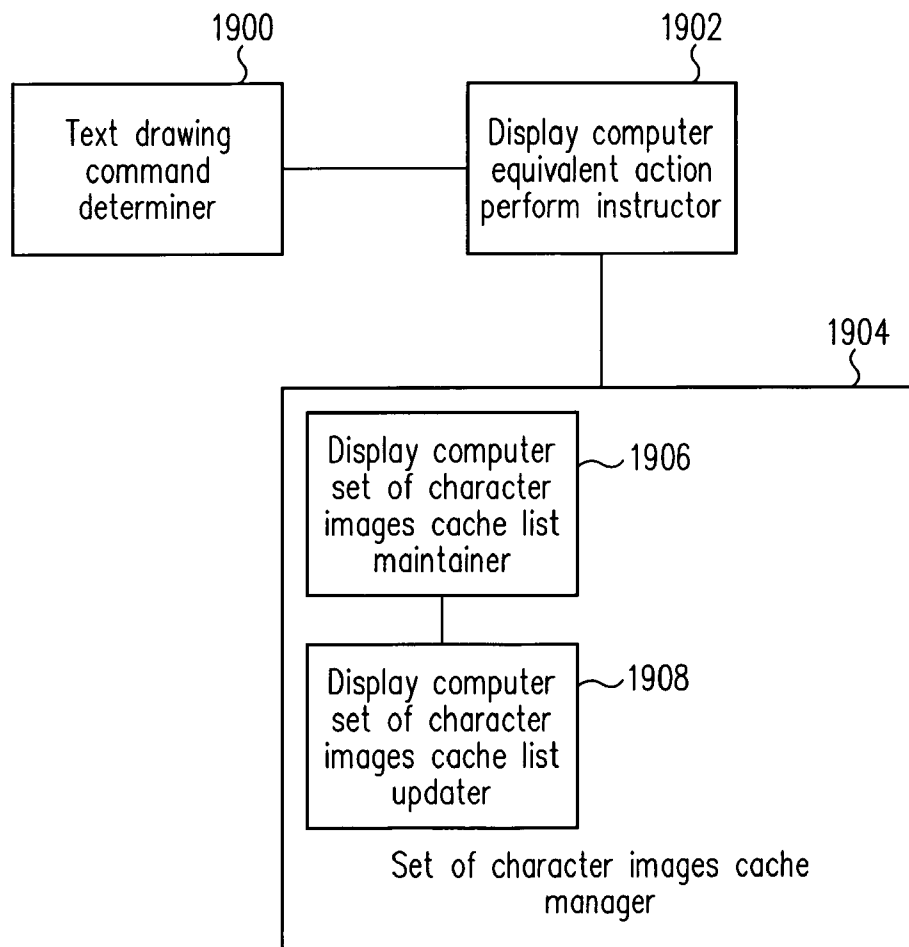 1900
1902
Text drawing
command
determiner
Display computer
equivalent action
perform instructor
1904
Display computer
set of character
images cache list
maintainer
1906
Display computer
set of character
images cache list
updater
1908
Set of character images cache
manager